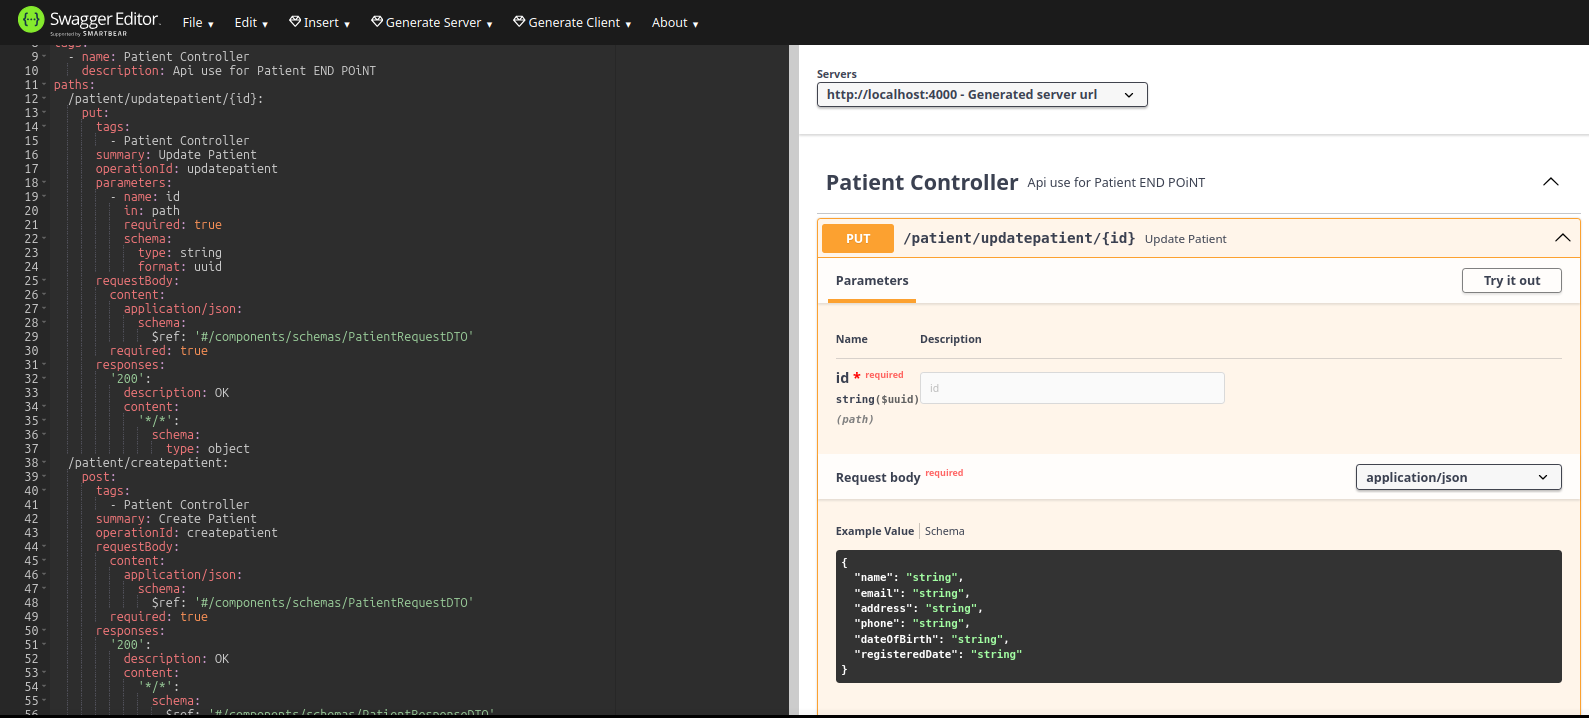 Swagger Editor.
Supported by SMARTBEAR
File
Edit
Insert
Generate Server
Generate Client
About
8 tags:
9 - name: Patient Controller
10 description: Api use for Patient END POiNT
11 paths:
12 /patient/updatepatient/{id}:
13 put:
14 tags:
15 - Patient Controller
16 summary: Update Patient
17 operationId: updatepatient
18 parameters:
19 - name: id
20 in: path
21 required: true
22 schema:
23 type: string
24 format: uuid
25 requestBody:
26 content:
27 application/json:
28 schema:
29 $ref: '#/components/schemas/PatientRequestDTO'
30 required: true
31 responses:
32 '200':
33 description: OK
34 content:
35 '*/*':
36 schema:
37 type: object
38 /patient/createpatient:
39 post:
40 tags:
41 - Patient Controller
42 summary: Create Patient
43 operationId: createpatient
44 requestBody:
45 content:
46 application/json:
47 schema:
48 $ref: '#/components/schemas/PatientRequestDTO'
49 required: true
50 responses:
51 '200':
52 description: OK
53 content:
54 '*/*':
55 schema:
56 $ref: '#/components/schemas/PatientResponseDTO'
Servers
http://localhost:4000 - Generated server url
Patient Controller Api use for Patient END POiNT
PUT /patient/updatepatient/{id} Update Patient
Parameters
Try it out
Name Description
id * required
string($uuid)
(path)
id
Request body required
application/json
Example Value Schema
{
"name": "string",
"email": "string",
"address": "string",
"phone": "string",
"dateOfBirth": "string",
"registeredDate": "string"
}